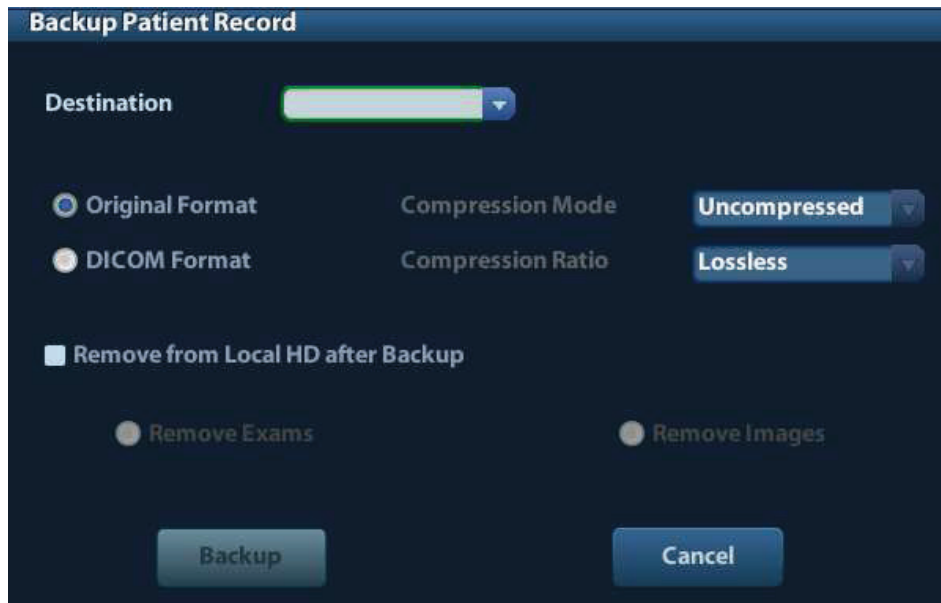 Backup Patient Record
Destination
Original Format Compression Mode Uncompressed
DICOM Format Compression Ratio Lossless
Remove from Local HD after Backup
Remove Exams Remove Images
Backup Cancel